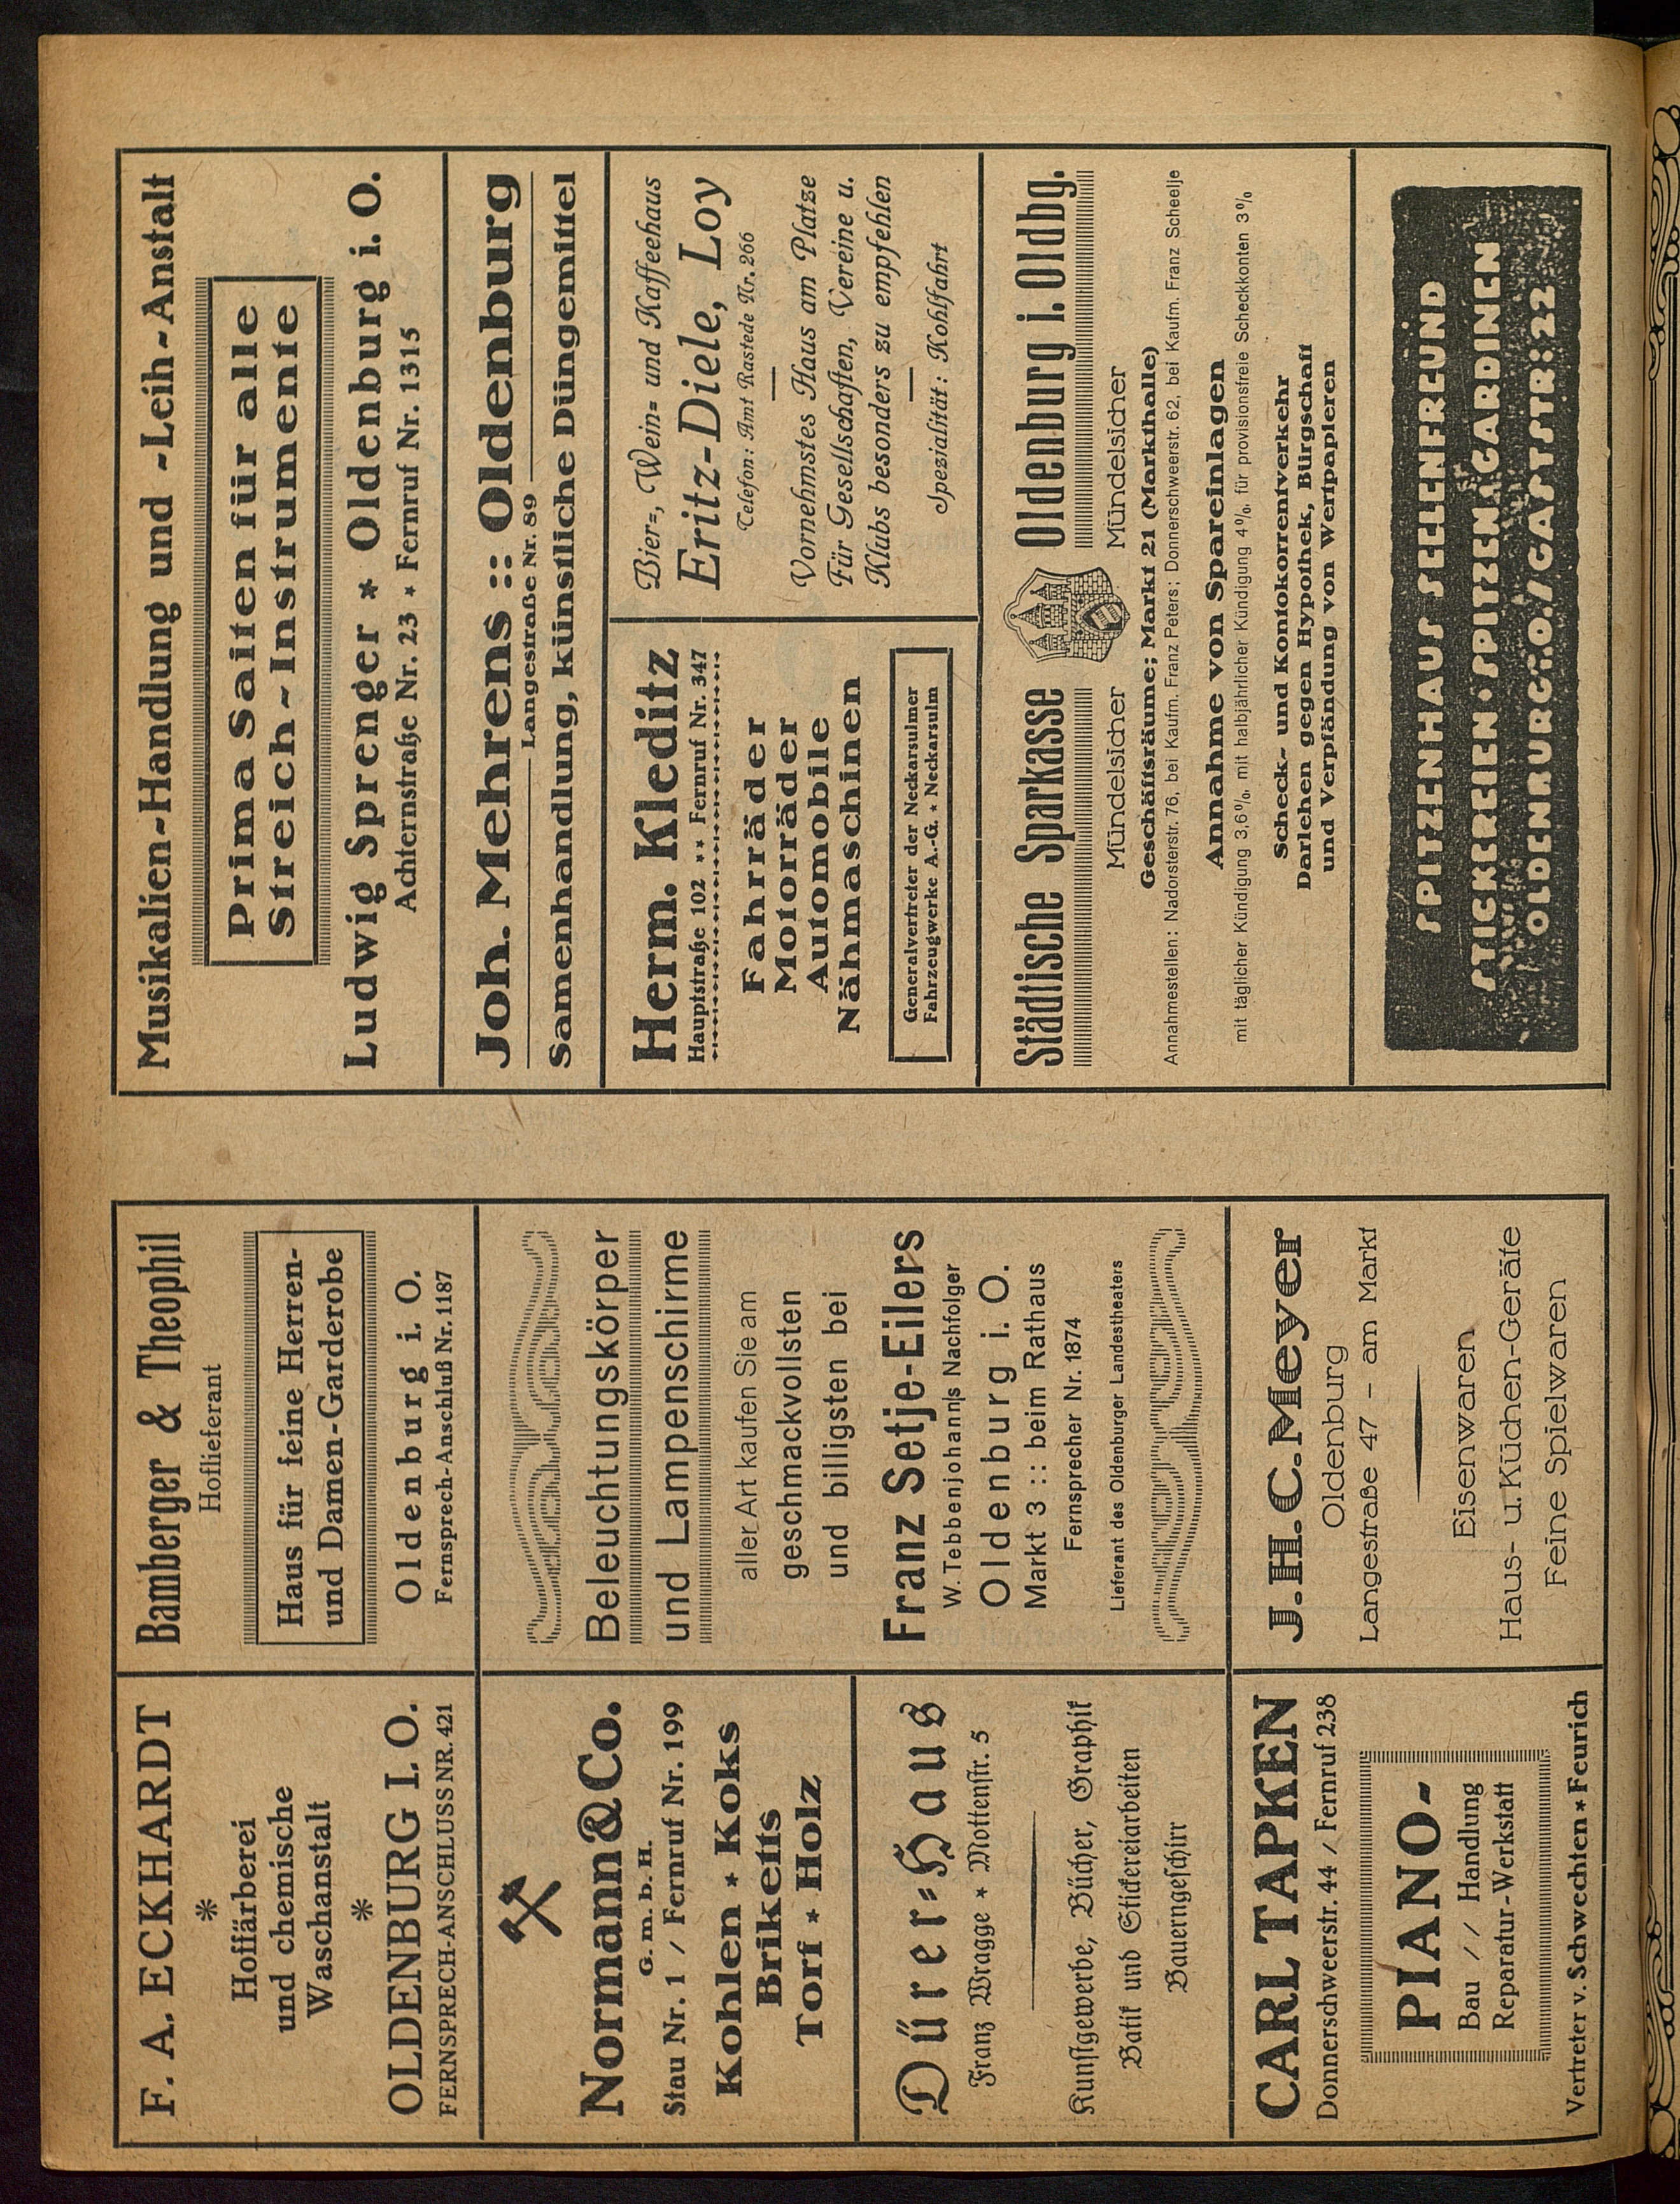 F. A. ECKHARDT
*
Hoffärberei
und chemische
Waschanstalt
*
OLDENBURG I. O.
FERNSPRECH-ANSCHLUSS NR. 421
Bamberger & Theophil
Hoflieferant
Haus für feine Herren-
und Damen-Garderobe
Oldenburg i. O.
Fernsprech-Anschluß Nr. 1187
Normann & Co.
G. m. b. H.
Stau Nr. 1 / Fernruf Nr. 199
Kohlen * Koks
Briketts
Torf * Holz
Dürer=Haus
Franz Wragge * Mottenstr. 5
Kunstgewerbe, Bücher, Graphik
Batik und Stickereiarbeiten
Bauerngeschirr
Beleuchtungskörper
und Lampenschirme
aller Art kaufen Sie am
geschmackvollsten
und billigsten bei
Franz Setje-Eilers
W. Tebbenjohanns Nachfolger
Oldenburg i. O.
Markt 3 :: beim Rathaus
Fernsprecher Nr. 1874
Lieferant des Oldenburger Landestheaters
CARL TAPKEN
Donnerschweerstr. 44 / Fernruf 238
PIANO-
Bau // Handlung
Reparatur-Werkstatt
Vertreter v. Schwechten * Feurich
J. H. C. Meyer
Oldenburg
Langestraße 47 – am Markt
Eisenwaren
Haus- u. Küchen-Geräte
Feine Spielwaren
Musikalien-Handlung und -Leih-Anstalt
Prima Saiten für alle
Streich-Instrumente
Ludwig Sprenger * Oldenburg i. O.
Achternstraße Nr. 23 * Fernruf Nr. 1315
Joh. Mehrens :: Oldenburg
Langestraße Nr. 89
Samenhandlung, künstliche Düngemittel
Herm. Kleditz
Hauptstraße 102 ** Fernruf Nr. 347
Fahrräder
Motorräder
Automobile
Nähmaschinen
Generalvertreter der Neckarsulmer
Fahrzeugwerke A.-G. * Neckarsulm
Bier=, Wein= und Kaffeehaus
Eritz-Diele, Loy
Telefon: Amt Rastede Nr. 266
Vornehmstes Haus am Platze
Für Gesellschaften, Vereine u.
Klubs besonders zu empfehlen
Spezialität: Kohlfahrt
Städtische Sparkasse Oldenburg i. Oldbg.
Mündelsicher Mündelsicher
Geschäftsräume; Markt 21 (Markthalle)
Annahmestellen: Nadorsterstr. 76, bei Kaufm. Franz Peters; Donnerschweerstr. 62, bei Kaufm. Franz Scheelje
Annahme von Spareinlagen
mit täglicher Kündigung 3,6%, mit halbjährlicher Kündigung 4%, für provisionsfreie Scheckkonten 3%
Scheck- und Kontokorrentverkehr
Darlehen gegen Hypothek, Bürgschaft
und Verpfändung von Wertpapieren
SPITZENHAUS SEELENFREUND
STICKEREIEN · SPITZEN · GARDINEN
OLDENBURG i. O. / GASTSTR: 22